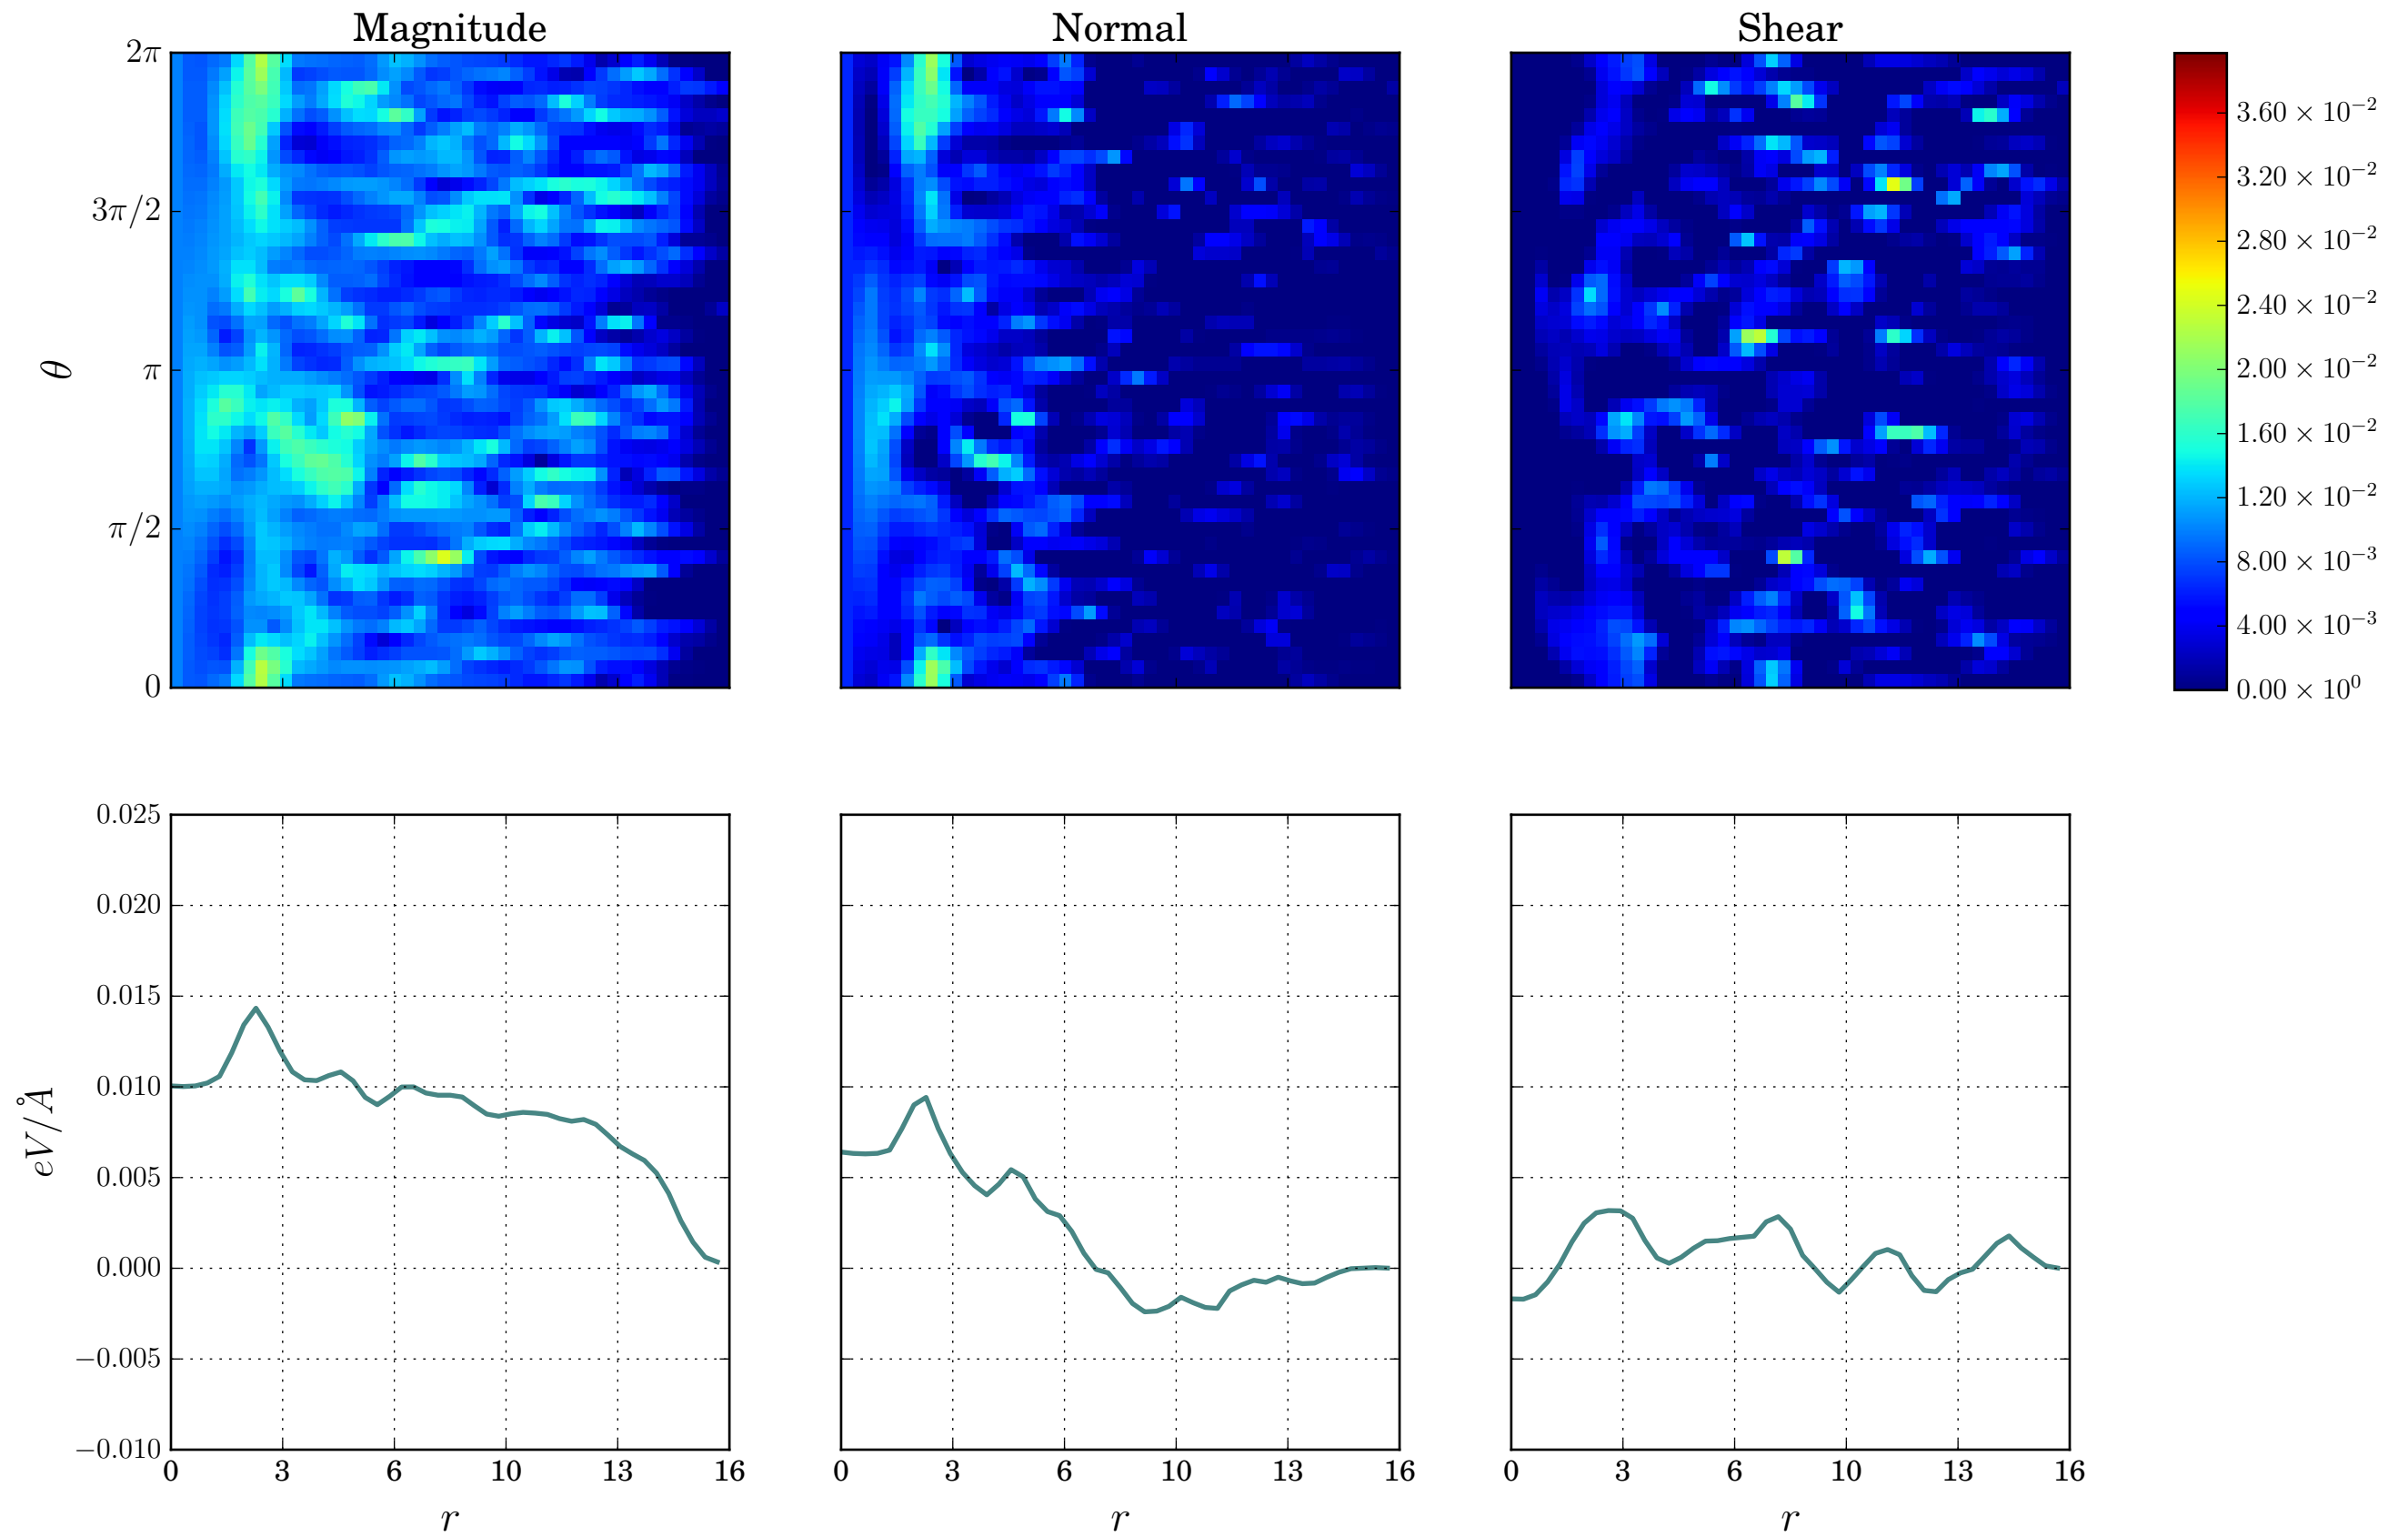 Magnitude Normal Shear
2π
3π/2
π
π/2
0
θ
3.60 × 10⁻²
3.20 × 10⁻²
2.80 × 10⁻²
2.40 × 10⁻²
2.00 × 10⁻²
1.60 × 10⁻²
1.20 × 10⁻²
8.00 × 10⁻³
4.00 × 10⁻³
0.00 × 10⁰
0.025
0.020
0.015
0.010
0.005
0.000
−0.005
−0.010
eV/Å
0 3 6 10 13 16
0 3 6 10 13 16
0 3 6 10 13 16
r r r